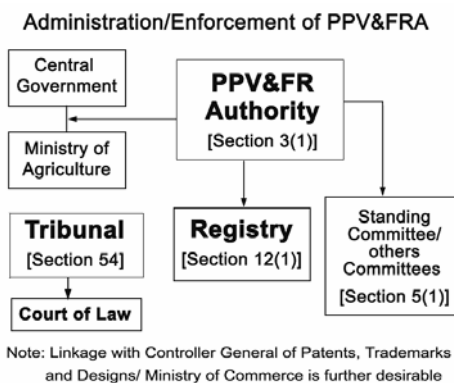 Administration/Enforcement of PPV&FRA
Central
Government
Ministry of
Agriculture
PPV&FR
Authority
[Section 3(1)]
Tribunal
[Section 54]
Court of Law
Registry
[Section 12(1)]
Standing
Committee/
others
Committees
[Section 5(1)]
Note: Linkage with Controller General of Patents, Trademarks
and Designs/ Ministry of Commerce is further desirable